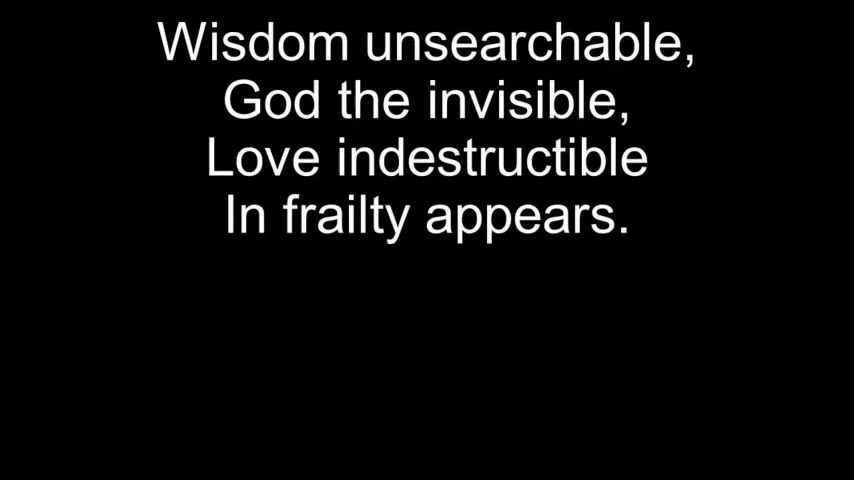 Wisdom unsearchable,
God the invisible,
Love indestructible
In frailty appears.